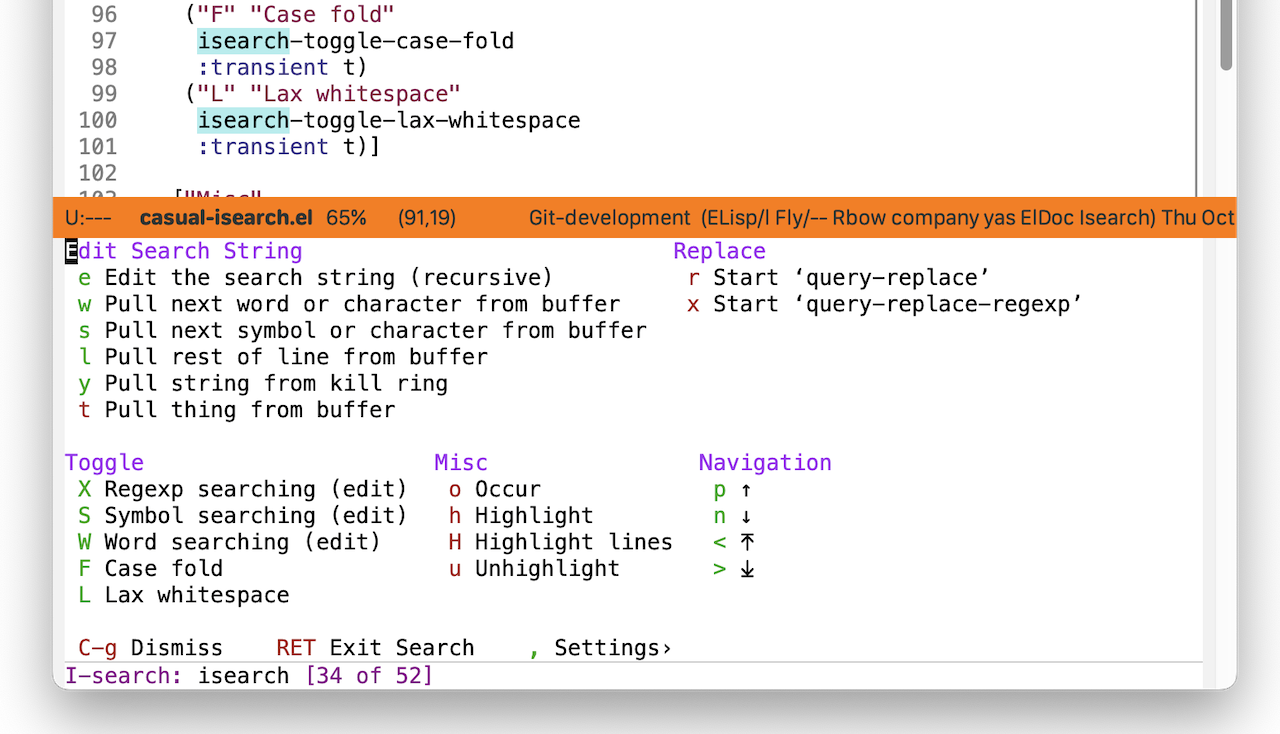 96 ("F" "Case fold"
97 isearch-toggle-case-fold
98 :transient t)
99 ("L" "Lax whitespace"
100 isearch-toggle-lax-whitespace
101 :transient t)]
102
103 ["Misc"
U:--- casual-isearch.el 65% (91,19) Git-development (ELisp/l Fly/-- Rbow company yas ElDoc Isearch) Thu Oct
Edit Search String Replace
e Edit the search string (recursive) r Start ‘query-replace’
w Pull next word or character from buffer x Start ‘query-replace-regexp’
s Pull next symbol or character from buffer
l Pull rest of line from buffer
y Pull string from kill ring
t Pull thing from buffer
Toggle Misc Navigation
X Regexp searching (edit) o Occur p ↑
S Symbol searching (edit) h Highlight n ↓
W Word searching (edit) H Highlight lines < ⤒
F Case fold u Unhighlight > ⤓
L Lax whitespace
C-g Dismiss RET Exit Search , Settings›
I-search: isearch [34 of 52]